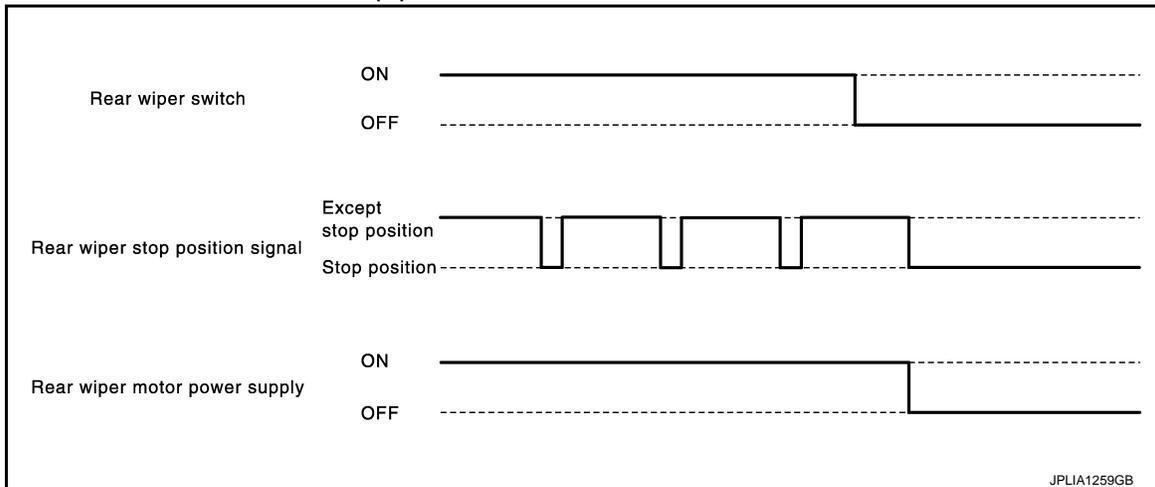 ON
Rear wiper switch
OFF
Except
stop position
Rear wiper stop position signal
Stop position
ON
Rear wiper motor power supply
OFF
JPLIA1259GB